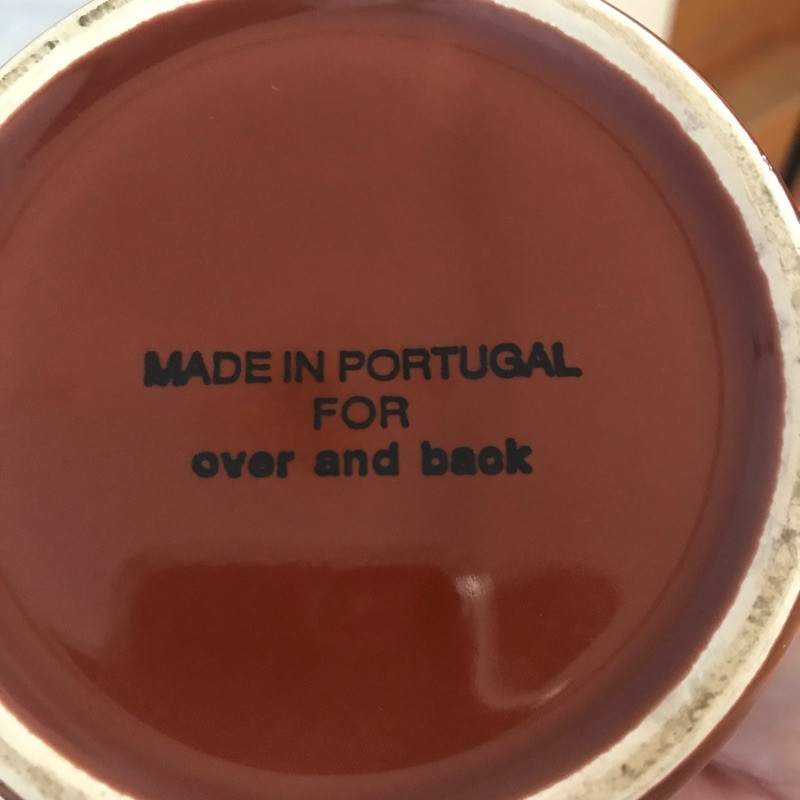 MADE IN PORTUGAL
FOR
over and back